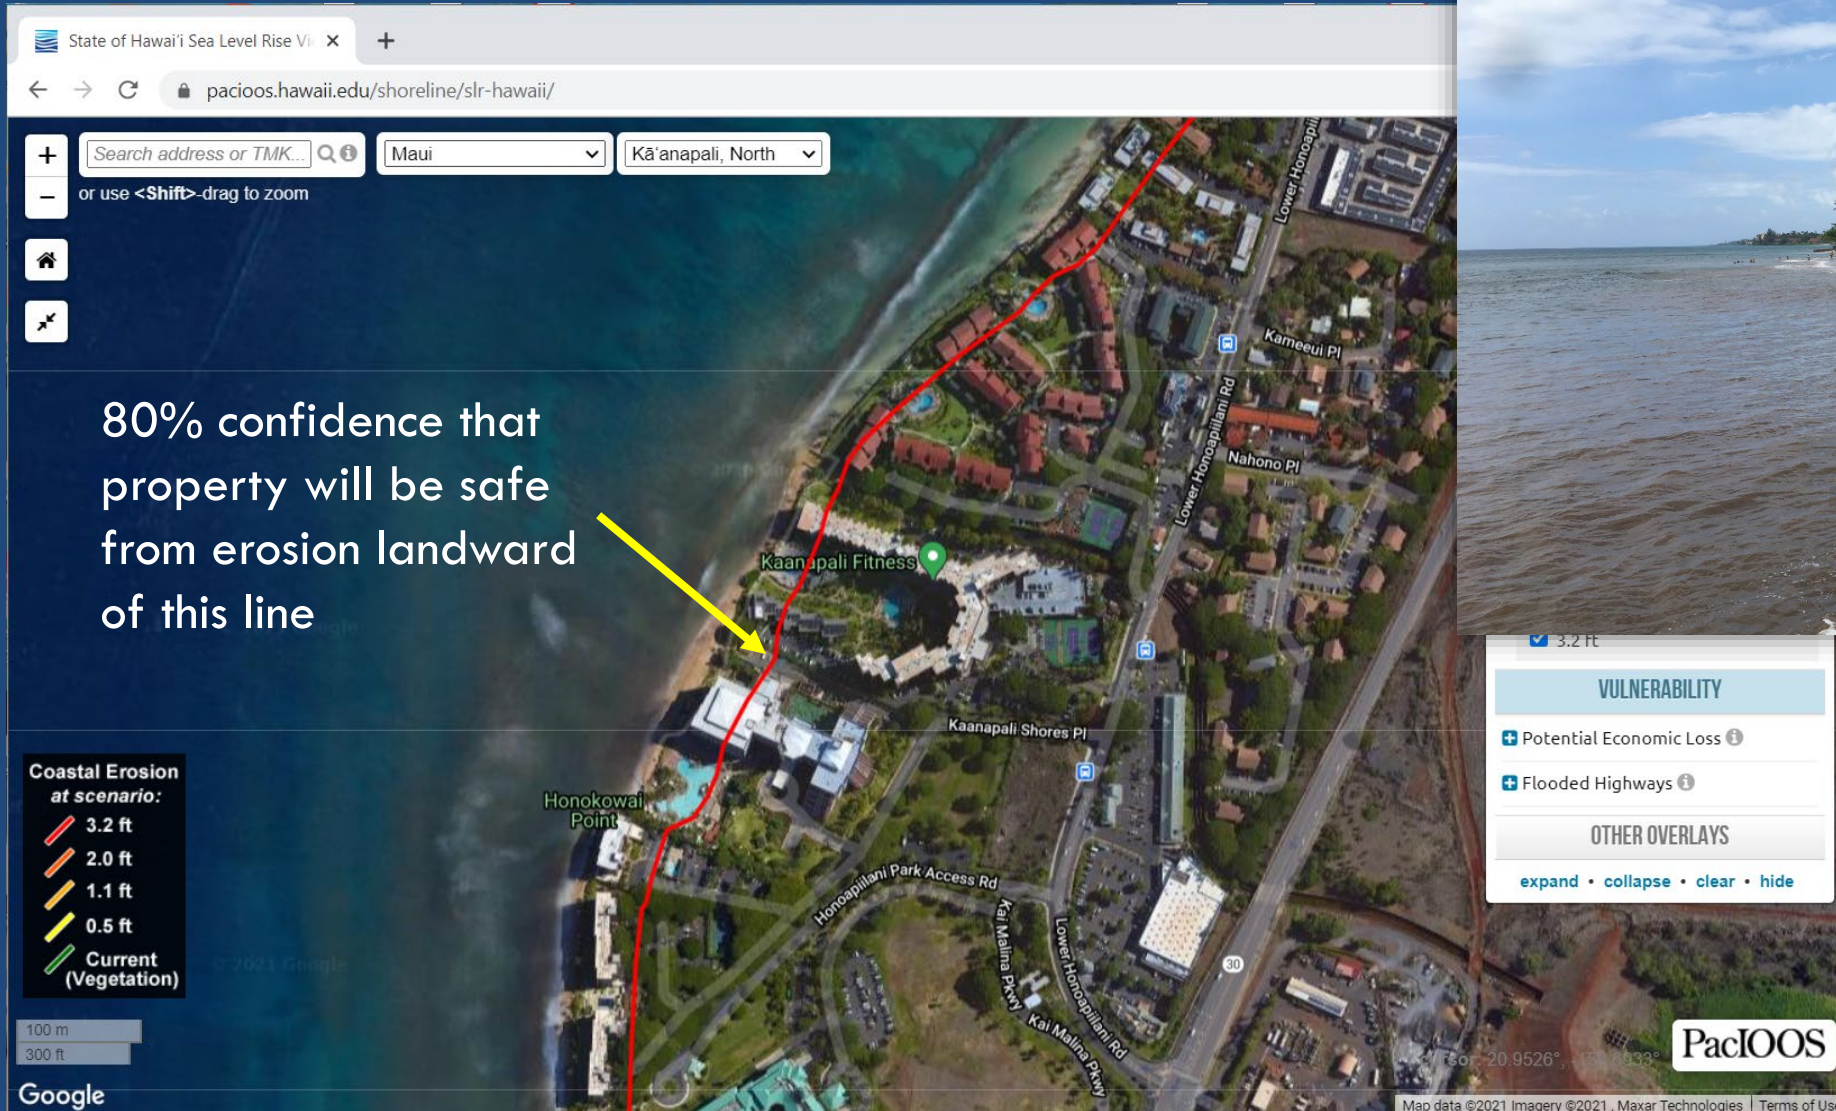 State of Hawaiʻi Sea Level Rise Vi
pacioos.hawaii.edu/shoreline/slr-hawaii/
Search address or TMK...
Maui
Kāʻanapali, North
or use <Shift>-drag to zoom
80% confidence that
property will be safe
from erosion landward
of this line
Lower Honoapiil
Kameeui Pl
Lower Honoapiilani Rd
Nahono Pl
Kaanapali Fitness
Kaanapali Shores Pl
Honokowai
Point
Honoapiilani Park Access Rd
Kai Malina Pkwy
Lower Honoapiilani Rd
Kai Malina Pkwy
30
Coastal Erosion
at scenario:
3.2 ft
2.0 ft
1.1 ft
0.5 ft
Current
(Vegetation)
© 2021 Google
100 m
300 ft
Google
3.2 ft
VULNERABILITY
Potential Economic Loss
Flooded Highways
OTHER OVERLAYS
expand • collapse • clear • hide
PacIOOS
Map data ©2021 Imagery ©2021 , Maxar Technologies
Terms of Us